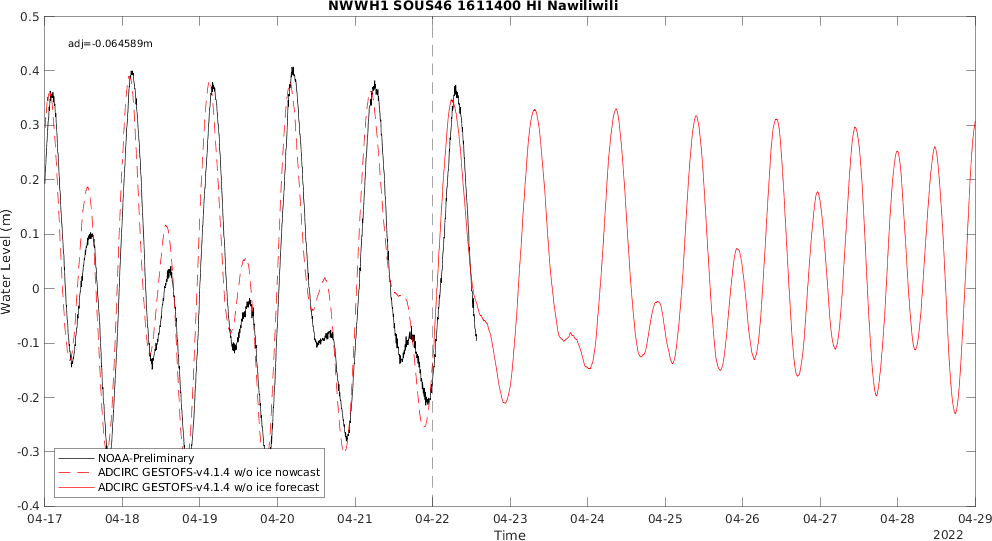 NWWH1 SOUS46 1611400 HI Nawiliwili
adj=-0.064589m
0.5
0.4
0.3
0.2
0.1
0
-0.1
-0.2
-0.3
-0.4
Water Level (m)
NOAA-Preliminary
ADCIRC GESTOFS-v4.1.4 w/o ice nowcast
ADCIRC GESTOFS-v4.1.4 w/o ice forecast
04-17 04-18 04-19 04-20 04-21 04-22 04-23 04-24 04-25 04-26 04-27 04-28 04-29
Time
2022